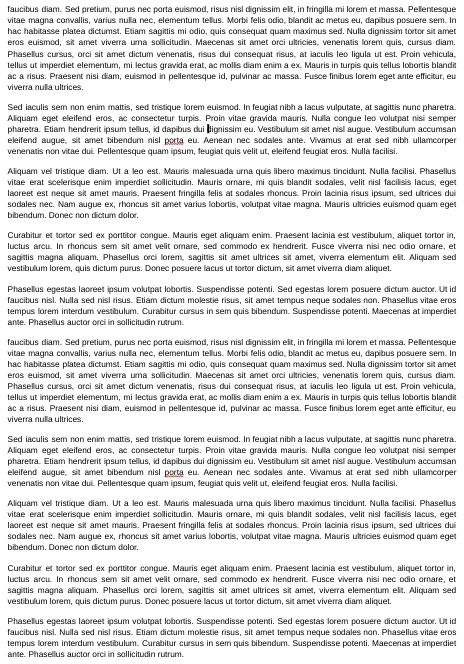 faucibus diam. Sed pretium, purus nec porta euismod, risus nisl dignissim elit, in fringilla mi lorem et ligula. Pellentesque
vitae magna convallis, varius nulla nec, elementum tellus. Morbi felis odio, blandit ac metus eu, dapibus posuere sem. In
hac habitasse platea dictumst. Etiam sagittis mi odio, quis consequat quam maximus sed. Nulla dignissim tortor sit amet
eros euismod, sit amet viverra urna sollicitudin. Maecenas sit amet orci ultricies, venenatis lorem quis, cursus diam.
Phasellus cursus, orci sit amet dictum venenatis, risus dui consequat risus, at iaculis leo ligula ut est. Proin vehicula,
tellus ut imperdiet elementum, mi lectus gravida erat, ac mollis diam enim a ex. Mauris in turpis quis tellus blandit mattis
ac a risus. Praesent nisi diam, euismod in pellentesque id, pulvinar ac massa. Fusce finibus ante efficitur, eu
viverra nulla ultrices.
Sed iaculis sem non enim mattis, sed tristique lorem euismod. In feugiat nibh a lacus vulputate, at sagittis nunc pharetra.
Aliquam eget eleifend eros, ac consectetur turpis. Proin vitae gravida mauris. Nulla congue leo volutpat nisi semper
pharetra. Etiam hendrerit ipsum tellus, id dapibus dui dignissim eu. Vestibulum sit amet nisl augue. Vestibulum accumsan
eleifend augue, sit amet bibendum nisl porta eu. Aenean nec sodales ante. Vivamus at erat sed nibh ullamcorper
venenatis non vitae dui. Pellentesque quam ipsum, feugiat quis velit ut, eleifend feugiat eros. Nulla facilisi.
Aliquam vel tristique diam. Ut a leo est. Mauris malesuada urna quis libero maximus tincidunt. Nulla facilisi. Phasellus
vitae erat scelerisque enim imperdiet sollicitudin. Mauris ornare, mi quis blandit sodales, velit nisl facilisis lacus, eget
laoreet est neque sit amet mauris. Praesent fringilla felis at sodales rhoncus. Proin lacinia risus ipsum, sed ultrices dui
sodales nec. Nam augue ex, ornare id varius lobortis, volutpat vitae magna. Mauris ultricies euismod quam eget
bibendum. Donec non dictum dolor.
Curabitur et tortor sed ex porttitor congue. Mauris eget aliquam enim. Praesent lacinia est vestibulum, aliquam tortor in,
luctus arcu. In rhoncus sem sit amet velit ornare, sed commodo ex hendrerit. Fusce viverra nisi nec odio ornare, et
sagittis magna aliquam. Phasellus orci sapien, volutpat vitae sagittis amet, viverra elementum elit. Aliquam sed
vestibulum lorem, quis dictum purus. Donec posuere lacus ut tortor dictum, sit amet viverra diam aliquet.
Phasellus egestas laoreet ipsum volutpat lobortis. Suspendisse potenti. Sed egestas lorem posuere dictum auctor. Ut id
faucibus nisl. Nulla sed nisl risus. Etiam dictum molestie risus, sit amet tempus neque sodales non. Phasellus vitae eros
tempus lorem interdum vestibulum. Curabitur cursus in sem quis bibendum. Suspendisse potenti. Maecenas at imperdiet
ante. Phasellus auctor orci in sollicitudin rutrum.
faucibus diam. Sed pretium, purus nec porta euismod, risus nisl dignissim elit, in fringilla mi lorem et ligula. Pellentesque
vitae magna convallis, varius nulla nec, elementum tellus. Morbi felis odio, blandit ac metus eu, dapibus posuere sem. In
hac habitasse platea dictumst. Etiam sagittis mi odio, quis consequat quam maximus sed. Nulla dignissim tortor sit amet
eros euismod, sit amet viverra urna sollicitudin. Maecenas sit amet orci ultricies, venenatis lorem quis, cursus diam.
Phasellus cursus, orci sit amet dictum venenatis, risus dui consequat risus, at iaculis leo ligula ut est. Proin vehicula,
tellus ut imperdiet elementum, mi lectus gravida erat, ac mollis diam enim a ex. Mauris in turpis quis tellus blandit mattis
ac a risus. Praesent nisi diam, euismod in pellentesque id, pulvinar ac massa. Fusce finibus ante efficitur, eu
viverra nulla ultrices.
Sed iaculis sem non enim mattis, sed tristique lorem euismod. In feugiat nibh a lacus vulputate, at sagittis nunc pharetra.
Aliquam eget eleifend eros, ac consectetur turpis. Proin vitae gravida mauris. Nulla congue leo volutpat nisi semper
pharetra. Etiam hendrerit ipsum tellus, id dapibus dui dignissim eu. Vestibulum sit amet nisl augue. Vestibulum accumsan
eleifend augue, sit amet bibendum nisl porta eu. Aenean nec sodales ante. Vivamus at erat sed nibh ullamcorper
venenatis non vitae dui. Pellentesque quam ipsum, feugiat quis velit ut, eleifend feugiat eros. Nulla facilisi.
Aliquam vel tristique diam. Ut a leo est. Mauris malesuada urna quis libero maximus tincidunt. Nulla facilisi. Phasellus
vitae erat scelerisque enim imperdiet sollicitudin. Mauris ornare, mi quis blandit sodales, velit nisl facilisis lacus, eget
laoreet est neque sit amet mauris. Praesent fringilla felis at sodales rhoncus. Proin lacinia risus ipsum, sed ultrices dui
sodales nec. Nam augue ex, ornare id varius lobortis, volutpat vitae magna. Mauris ultricies euismod quam eget
bibendum. Donec non dictum dolor.
Curabitur et tortor sed ex porttitor congue. Mauris eget aliquam enim. Praesent lacinia est vestibulum, aliquam tortor in,
luctus arcu. In rhoncus sem sit amet velit ornare, sed commodo ex hendrerit. Fusce viverra nisi nec odio ornare, et
sagittis magna aliquam. Phasellus orci sapien, volutpat vitae sagittis amet, viverra elementum elit. Aliquam sed
vestibulum lorem, quis dictum purus. Donec posuere lacus ut tortor dictum, sit amet viverra diam aliquet.
Phasellus egestas laoreet ipsum volutpat lobortis. Suspendisse potenti. Sed egestas lorem posuere dictum auctor. Ut id
faucibus nisl. Nulla sed nisl risus. Etiam dictum molestie risus, sit amet tempus neque sodales non. Phasellus vitae eros
tempus lorem interdum vestibulum. Curabitur cursus in sem quis bibendum. Suspendisse potenti. Maecenas at imperdiet
ante. Phasellus auctor orci in sollicitudin rutrum.